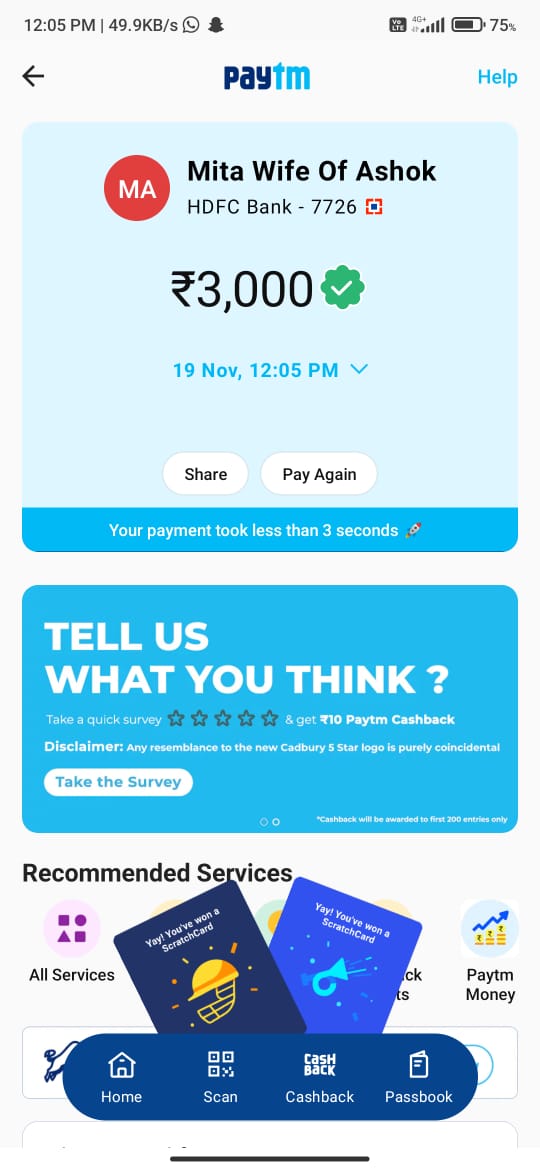 12:05 PM | 49.9KB/s
Vo LTE 4G+ 75%
paytm
Help
MA
Mita Wife Of Ashok
HDFC Bank - 7726
₹3,000
19 Nov, 12:05 PM
Share
Pay Again
Your payment took less than 3 seconds 🚀
TELL US
WHAT YOU THINK ?
Take a quick survey & get ₹10 Paytm Cashback
Disclaimer: Any resemblance to the new Cadbury 5 Star logo is purely coincidental
Take the Survey
*Cashback will be awarded to first 200 entries only
Recommended Services
Yay! You've won a
ScratchCard
Yay! You've won a
ScratchCard
All Services
Paytm
Money
CASH
BACK
Home
Scan
Cashback
Passbook